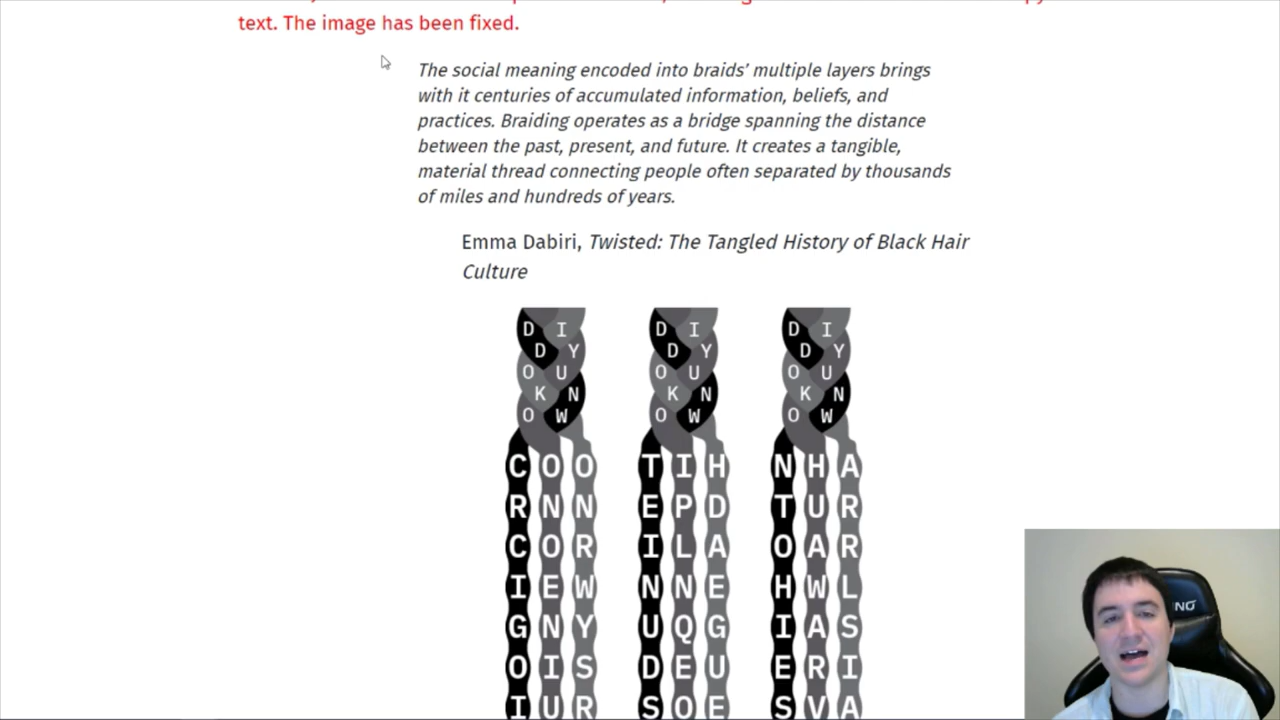 text. The image has been fixed.
The social meaning encoded into braids' multiple layers brings
with it centuries of accumulated information, beliefs, and
practices. Braiding operates as a bridge spanning the distance
between the past, present, and future. It creates a tangible,
material thread connecting people often separated by thousands
of miles and hundreds of years.
Emma Dabiri, Twisted: The Tangled History of Black Hair
Culture
D I D I D I
D Y D Y D Y
O U O U O U
K N K N K N
O W O W O W
C O O T I H N H A
R N N E P D T U R
C O R I L A O A R
I E W N N E H W L
G N Y U Q G I A S
O I S D E U E R I
I U R S O E S V A